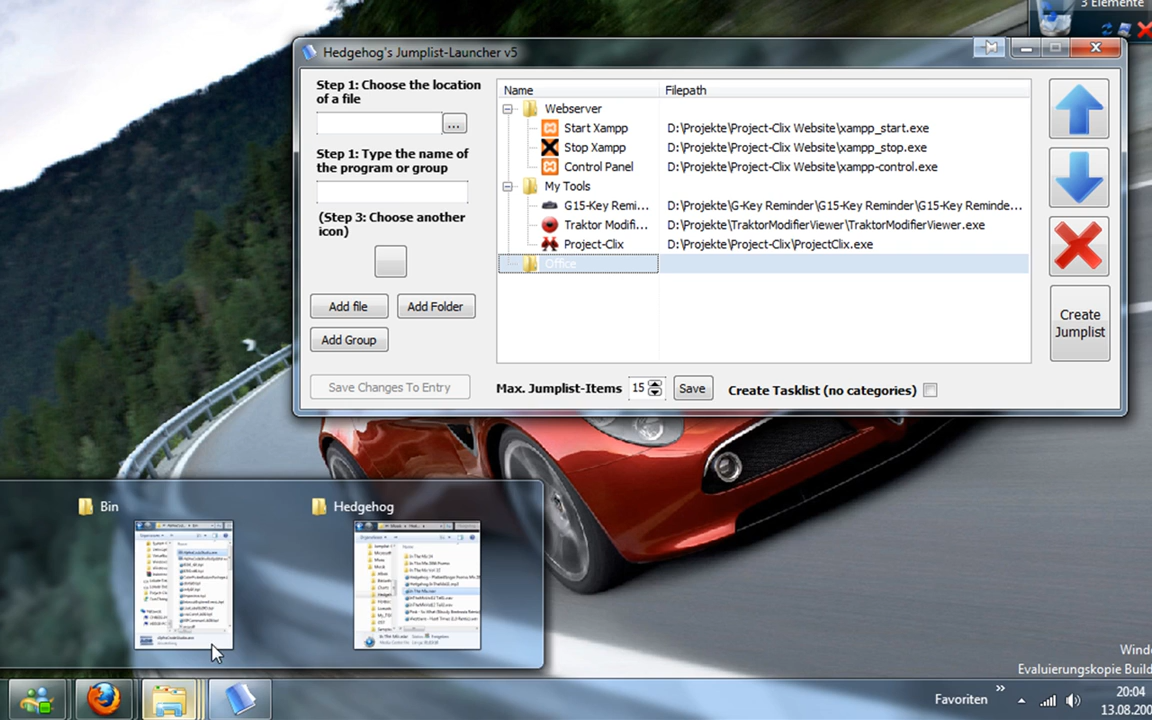 3 Elemente
Hedgehog's Jumplist-Launcher v5
Step 1: Choose the location
of a file
...
Step 1: Type the name of
the program or group
(Step 3: Choose another
icon)
Add file
Add Folder
Add Group
Save Changes To Entry
Name Filepath
Webserver
Start Xampp D:\Projekte\Project-Clix Website\xampp_start.exe
Stop Xampp D:\Projekte\Project-Clix Website\xampp_stop.exe
Control Panel D:\Projekte\Project-Clix Website\xampp-control.exe
My Tools
G15-Key Remi... D:\Projekte\G-Key Reminder\G15-Key Reminder\G15-Key Reminde...
Traktor Modifi... D:\Projekte\TraktorModifierViewer\TraktorModifierViewer.exe
Project-Clix D:\Projekte\Project-Clix\ProjectClix.exe
Office
Max. Jumplist-Items 15 Save Create Tasklist (no categories)
Create
Jumplist
Bin
Hedgehog
Evaluierungskopie Build
Favoriten
20:04